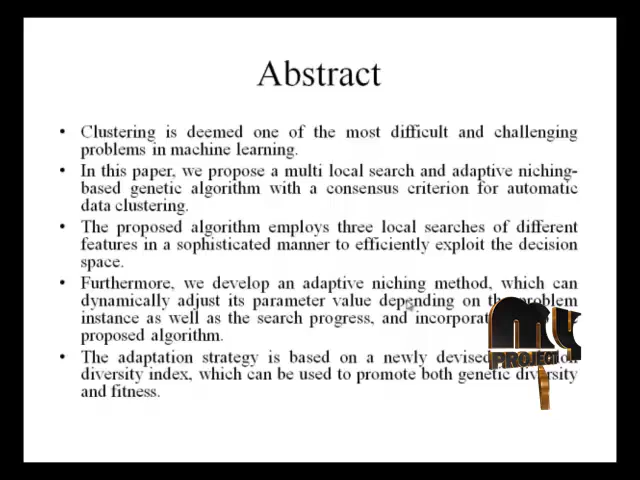 Abstract
• Clustering is deemed one of the most difficult and challenging
problems in machine learning.
• In this paper, we propose a multi local search and adaptive niching-
based genetic algorithm with a consensus criterion for automatic
data clustering.
• The proposed algorithm employs three local searches of different
features in a sophisticated manner to efficiently exploit the decision
space.
• Furthermore, we develop an adaptive niching method, which can
dynamically adjust its parameter value depending on the problem
instance as well as the search progress, and
proposed algorithm.
• The adaptation strategy is based on a newly devised
diversity index, which can be used to promote both genetic diversity
and fitness.
my
PROJECT